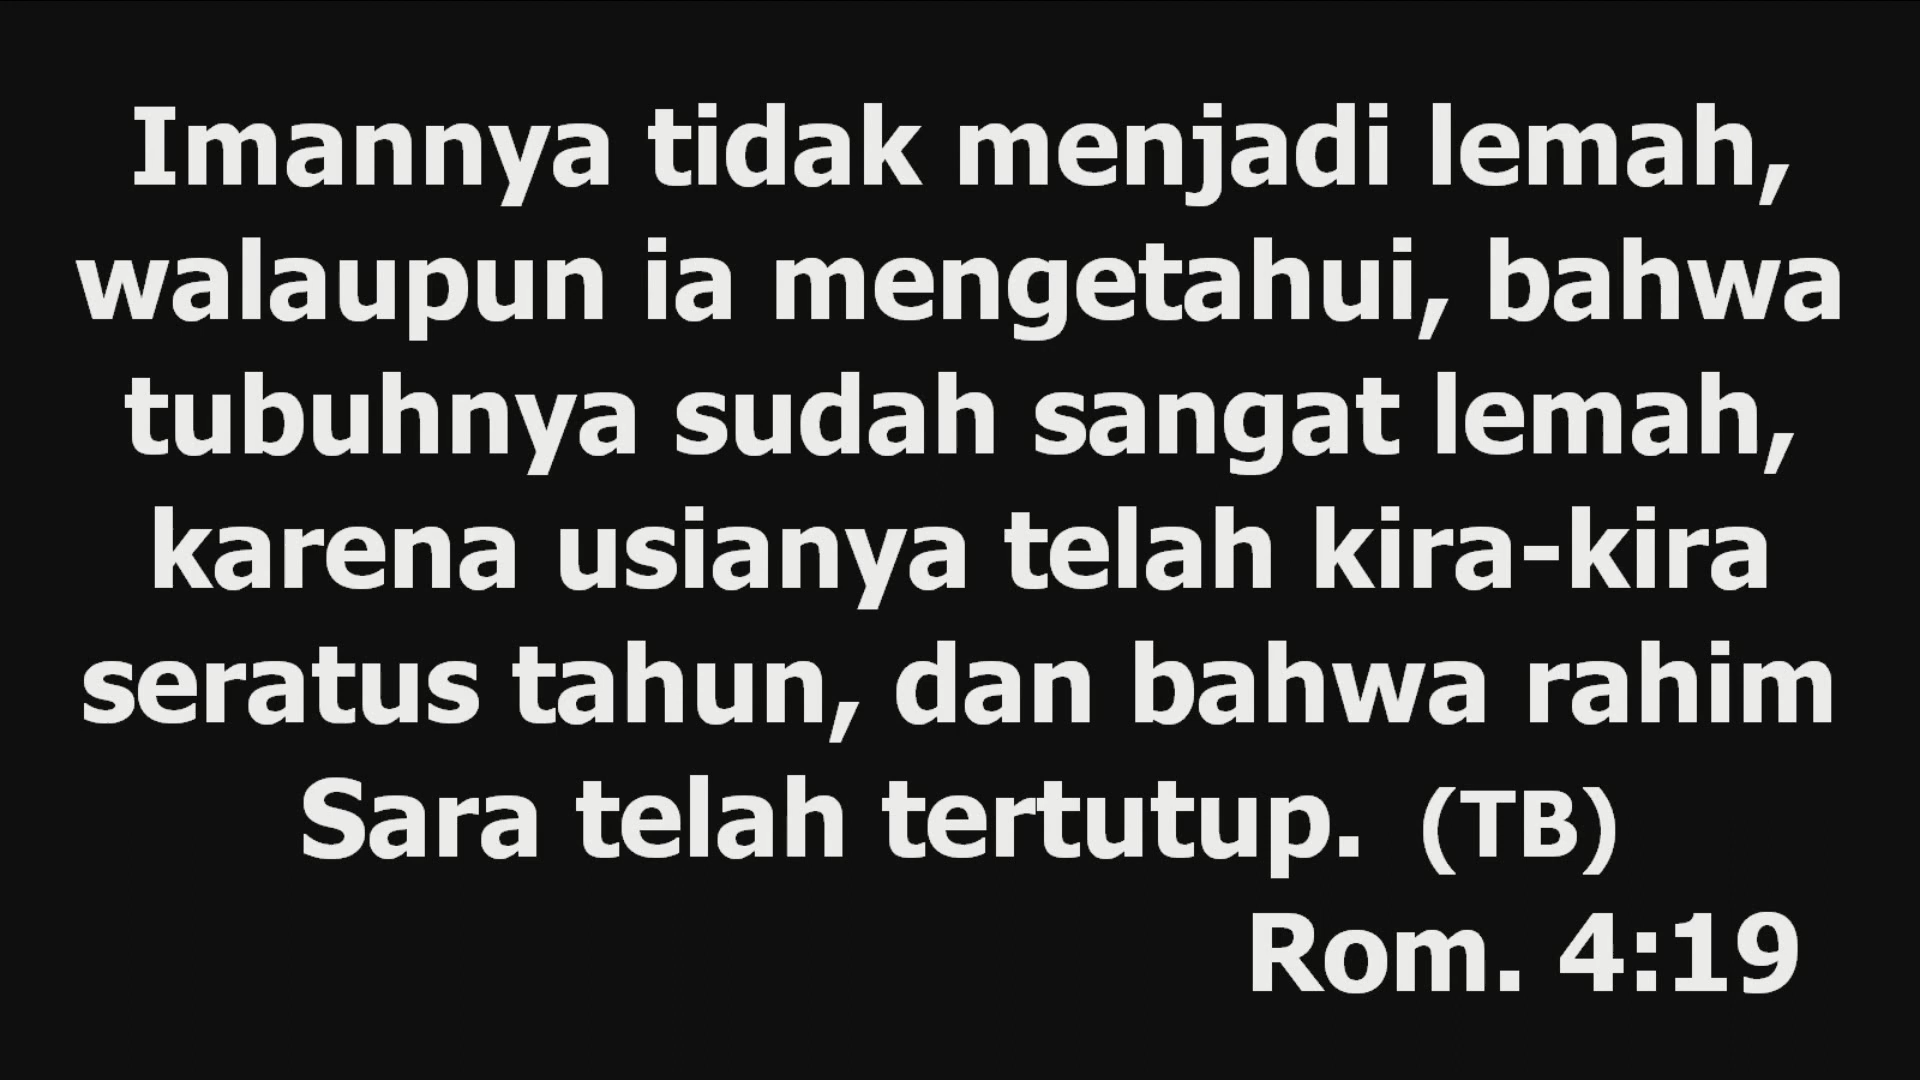 Imannya tidak menjadi lemah,
walaupun ia mengetahui, bahwa
tubuhnya sudah sangat lemah,
karena usianya telah kira-kira
seratus tahun, dan bahwa rahim
Sara telah tertutup. (TB)
Rom. 4:19